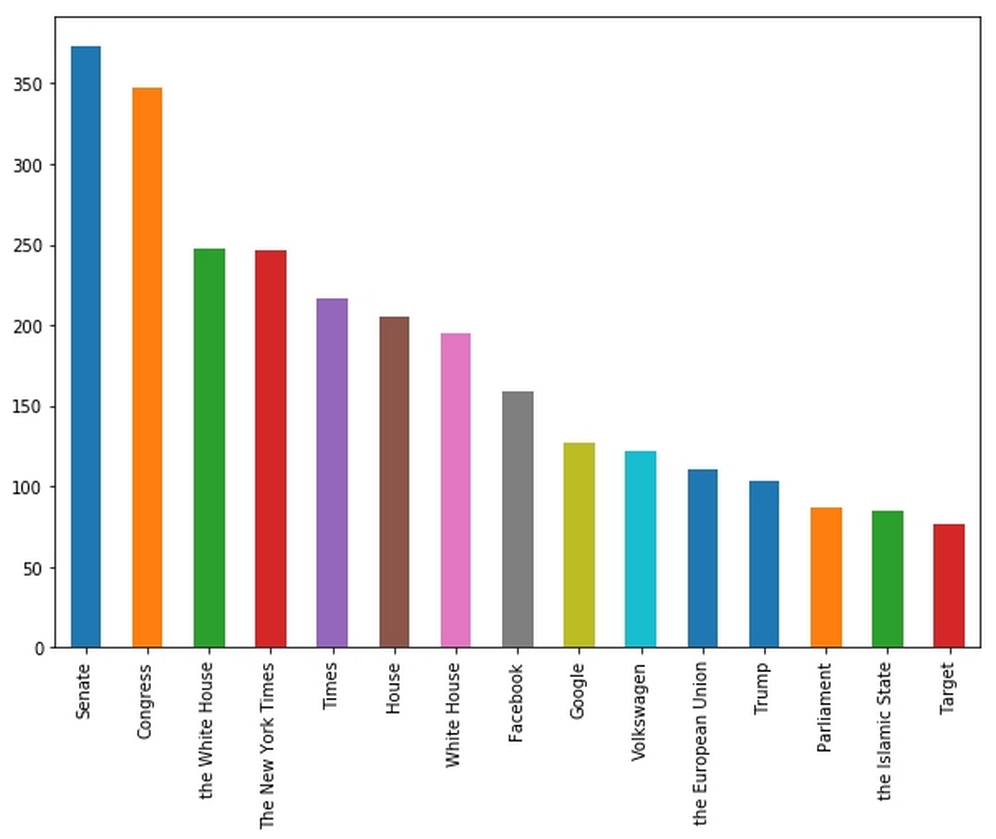 350
300
250
200
150
100
50
0
Senate
Congress
the White House
The New York Times
Times
House
White House
Facebook
Google
Volkswagen
the European Union
Trump
Parliament
the Islamic State
Target